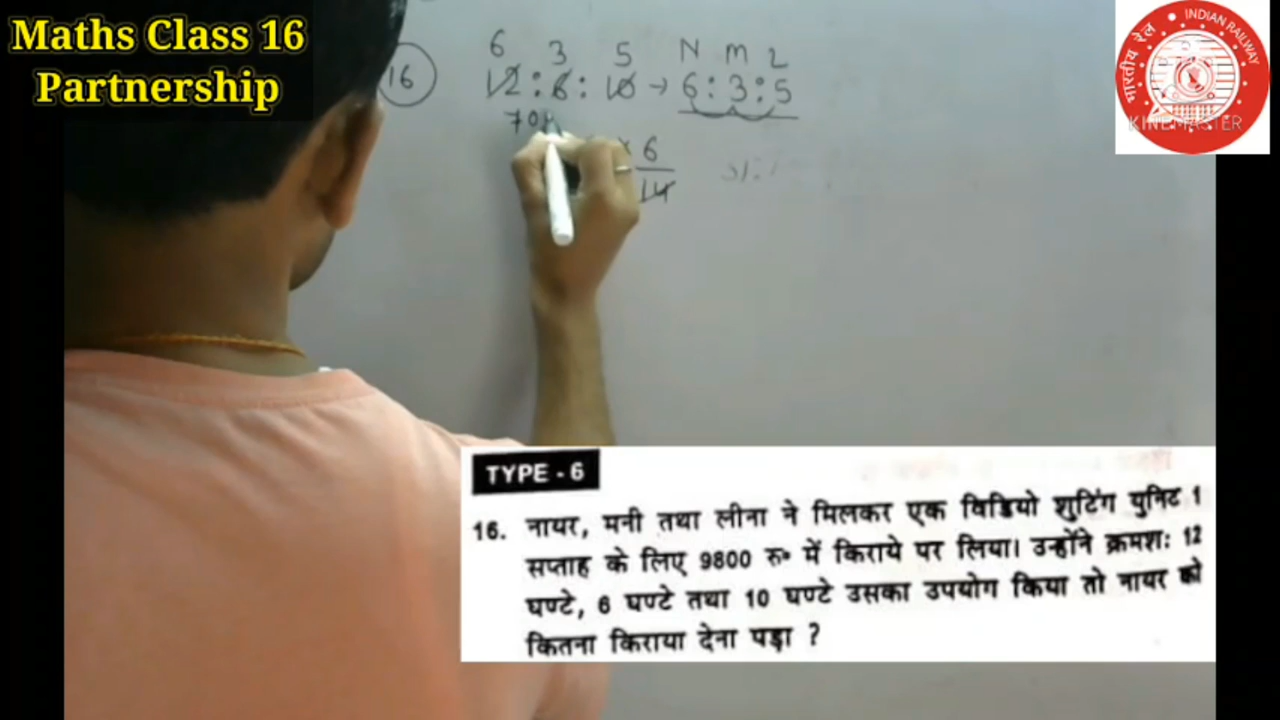 Maths Class 16
Partnership
INDIAN RAILWAY
भारतीय रेल
KINEMASTER
6 3 5 N M L
16 12 : 6 : 10 → 6 : 3 : 5
70
× 6
14
TYPE - 6
16. नायर, मनी तथा लीना ने मिलकर एक विडियो शुटिंग युनिट 1
सप्ताह के लिए 9800 रु॰ में किराये पर लिया। उन्होंने क्रमशः 12
घण्टे, 6 घण्टे तथा 10 घण्टे उसका उपयोग किया तो नायर को
कितना किराया देना पड़ा ?